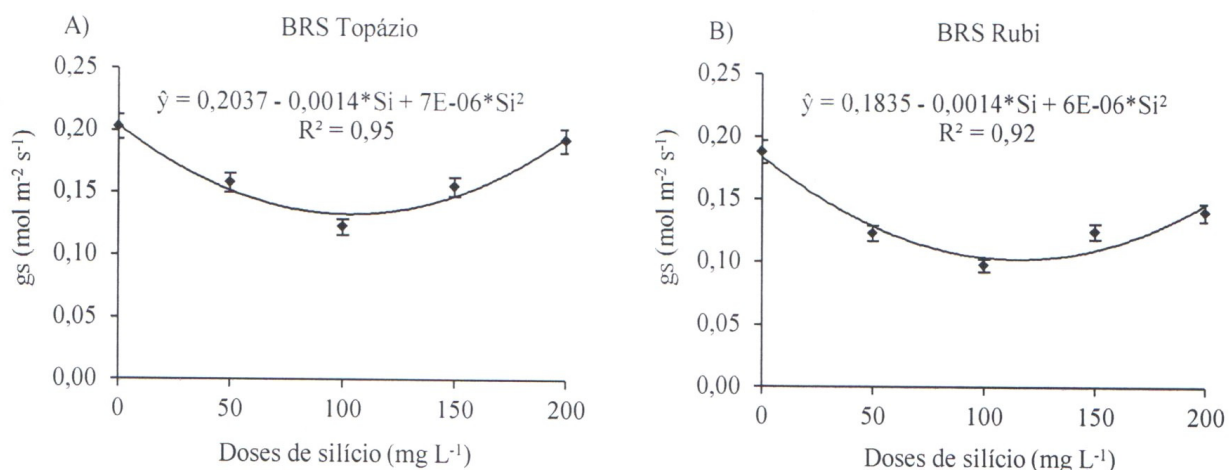 A)
BRS Topázio
ŷ = 0,2037 - 0,0014*Si + 7E-06*Si²
R² = 0,95
gs (mol m⁻² s⁻¹)
0,25
0,20
0,15
0,10
0,05
0,00
0 50 100 150 200
Doses de silício (mg L⁻¹)
B)
BRS Rubi
ŷ = 0,1835 - 0,0014*Si + 6E-06*Si²
R² = 0,92
gs (mol m⁻² s⁻¹)
0,25
0,20
0,15
0,10
0,05
0,00
0 50 100 150 200
Doses de silício (mg L⁻¹)